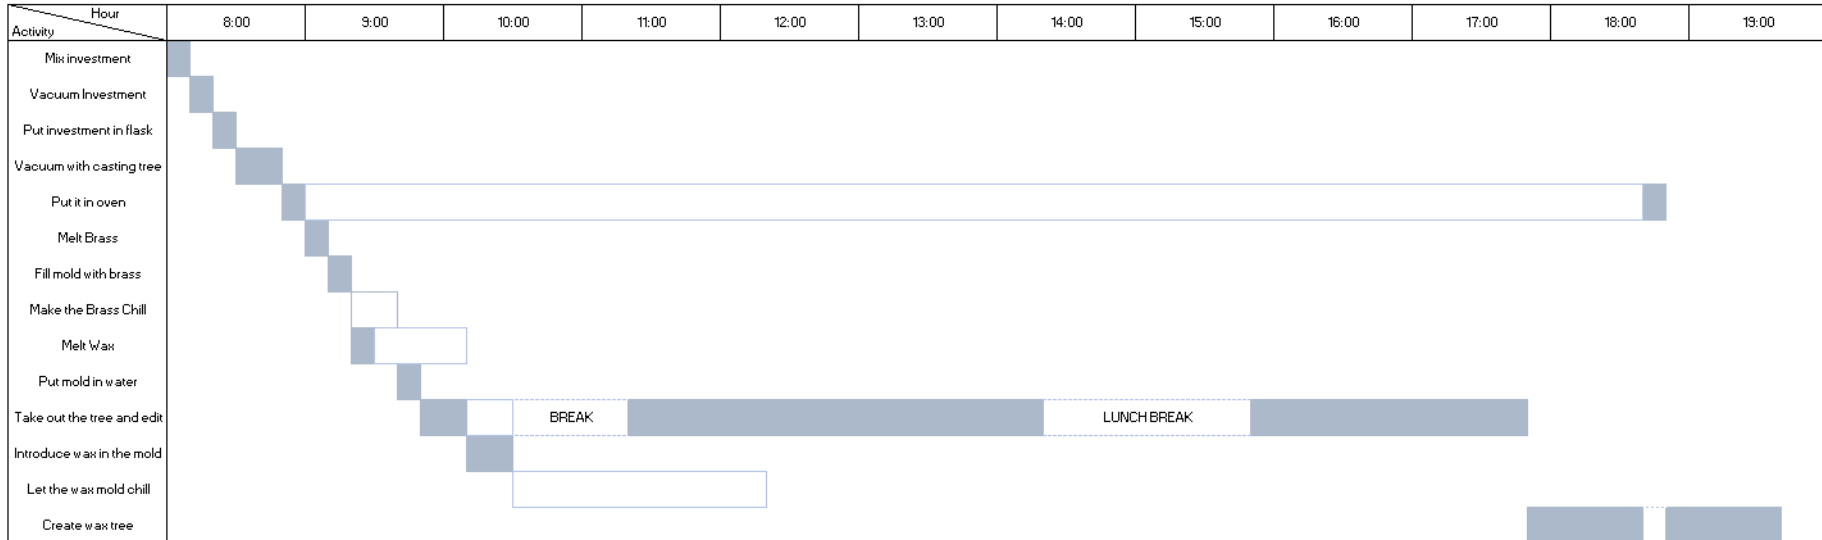 Hour
Activity
8:00 9:00 10:00 11:00 12:00 13:00 14:00 15:00 16:00 17:00 18:00 19:00
Mix investment
Vacuum Investment
Put investment in flask
Vacuum with casting tree
Put it in oven
Melt Brass
Fill mold with brass
Make the Brass Chill
Melt Wax
Put mold in water
Take out the tree and edit BREAK LUNCH BREAK
Introduce wax in the mold
Let the wax mold chill
Create wax tree